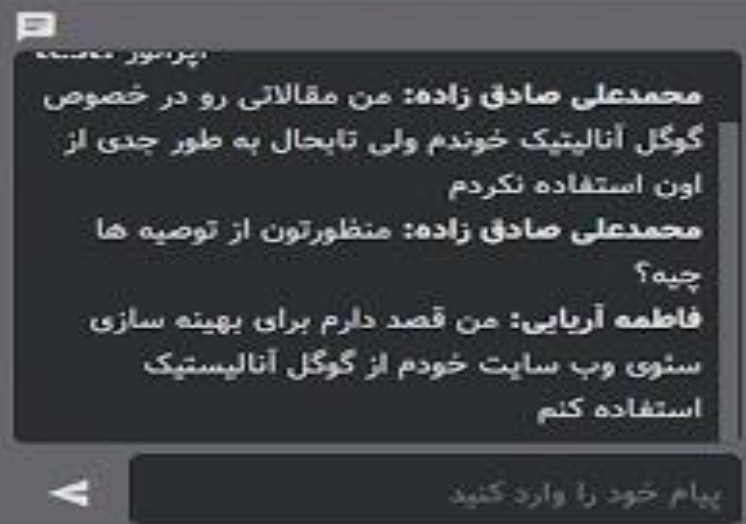 محمدعلی صادق زاده: من مقالاتی رو در خصوص
گوگل آنالیتیک خوندم ولی تابحال به طور جدی از
اون استفاده نکردم
محمدعلی صادق زاده: منظورتون از توصیه ها
چیه؟
فاطمه آریایی: من قصد دارم برای بهینه سازی
سئوی وب سایت خودم از گوگل آنالیستیک
استفاده کنم
پیام خود را وارد کنید